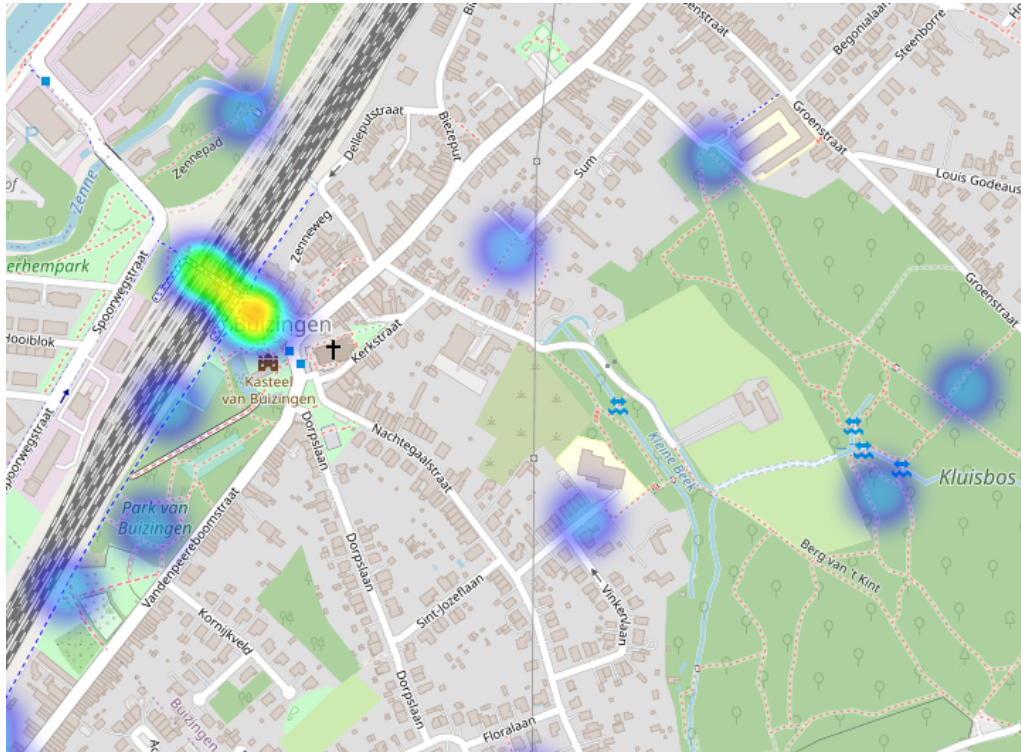 Groenstraat
Begonialaan
Steenborre
P
Zennepad
Delleputstraat
Biezeput
Sum
Groenstraat
Louis Godeaus
Zenne
Zenneweg
erhempark
Spoorwegstraat
Groenstraat
Hooiblok
Buizingen
Kerkstraat
Kasteel
van Buizingen
Spoorwegstraat
Dorpslaan
Nachtegaalstraat
Kleine Beek
Kluisbos
Park van
Buizingen
Vandenpeereboomstraat
Dorpslaan
Sint-Jozeflaan
Berg van 't Kint
Vinkenlaan
Kornijkveld
Dorpslaan
Buizingen
Floralaan